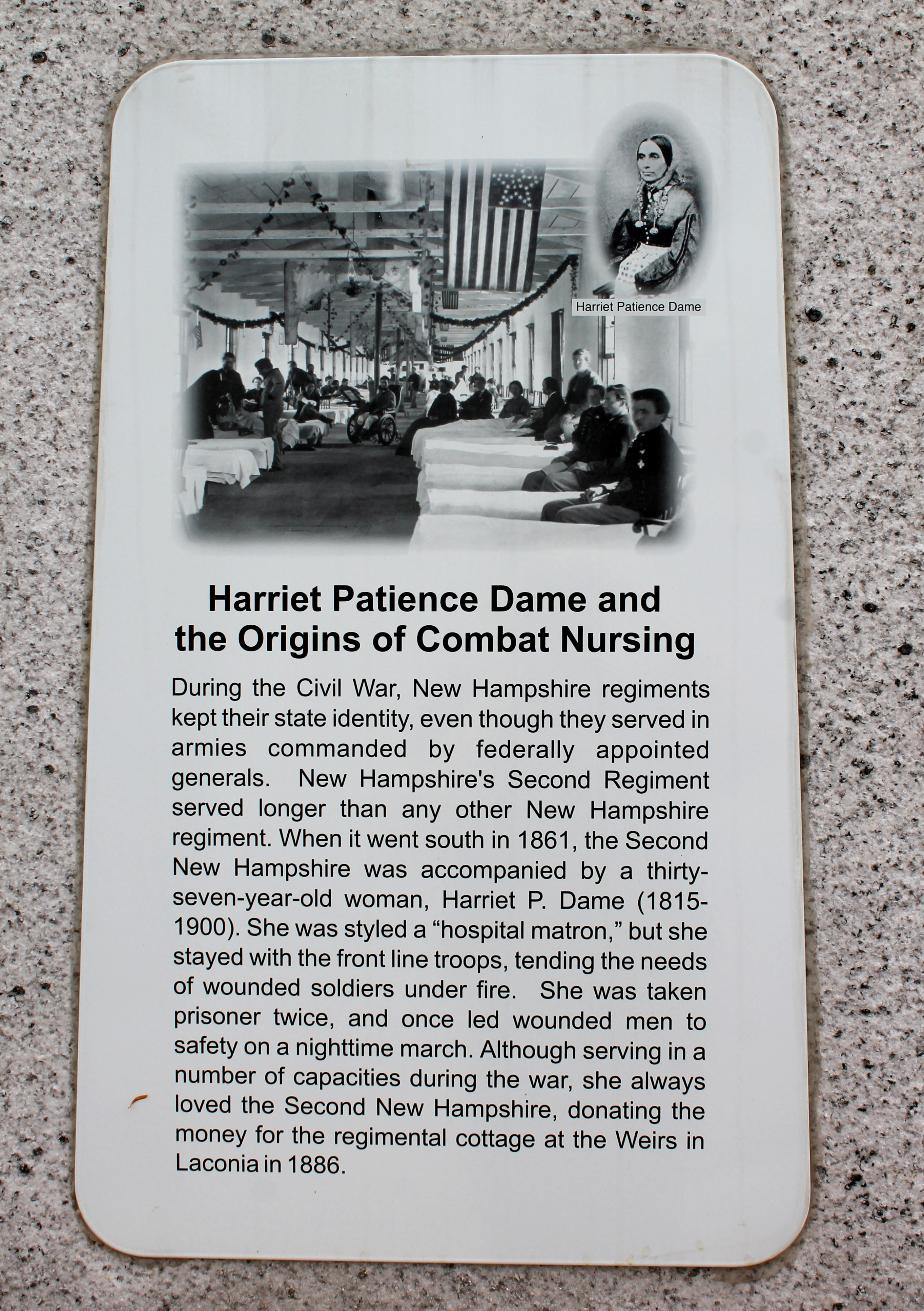 Harriet Patience Dame
Harriet Patience Dame and
the Origins of Combat Nursing
During the Civil War, New Hampshire regiments
kept their state identity, even though they served in
armies commanded by federally appointed
generals. New Hampshire's Second Regiment
served longer than any other New Hampshire
regiment. When it went south in 1861, the Second
New Hampshire was accompanied by a thirty-
seven-year-old woman, Harriet P. Dame (1815-
1900). She was styled a “hospital matron,” but she
stayed with the front line troops, tending the needs
of wounded soldiers under fire. She was taken
prisoner twice, and once led wounded men to
safety on a nighttime march. Although serving in a
number of capacities during the war, she always
loved the Second New Hampshire, donating the
money for the regimental cottage at the Weirs in
Laconia in 1886.